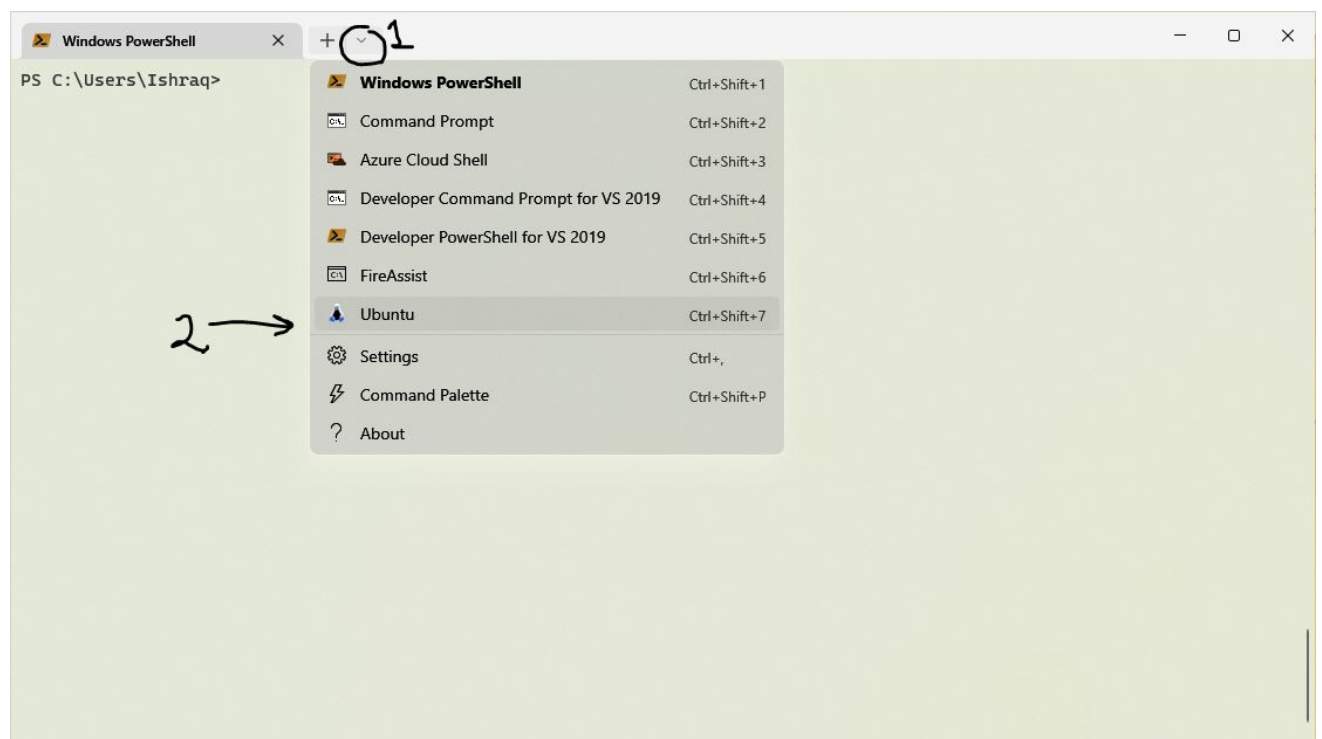 Windows PowerShell
1
PS C:\Users\Ishraq>
Windows PowerShell Ctrl+Shift+1
Command Prompt Ctrl+Shift+2
Azure Cloud Shell Ctrl+Shift+3
Developer Command Prompt for VS 2019 Ctrl+Shift+4
Developer PowerShell for VS 2019 Ctrl+Shift+5
FireAssist Ctrl+Shift+6
2 Ubuntu Ctrl+Shift+7
Settings Ctrl+,
Command Palette Ctrl+Shift+P
About